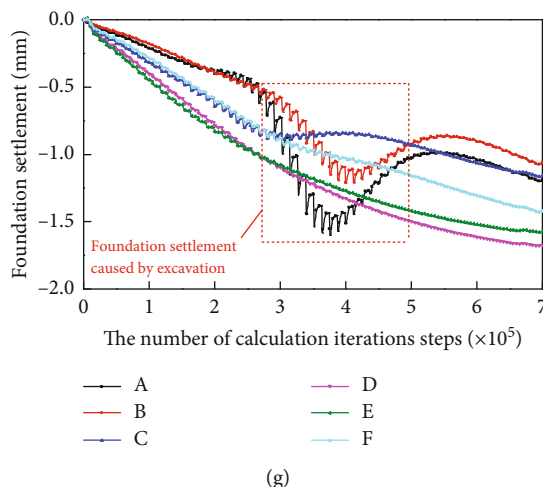 0.0
−0.5
−1.0
−1.5
−2.0
Foundation settlement (mm)
Foundation settlement
caused by excavation
0 1 2 3 4 5 6 7
The number of calculation iterations steps (×10⁵)
A D
B E
C F
(g)